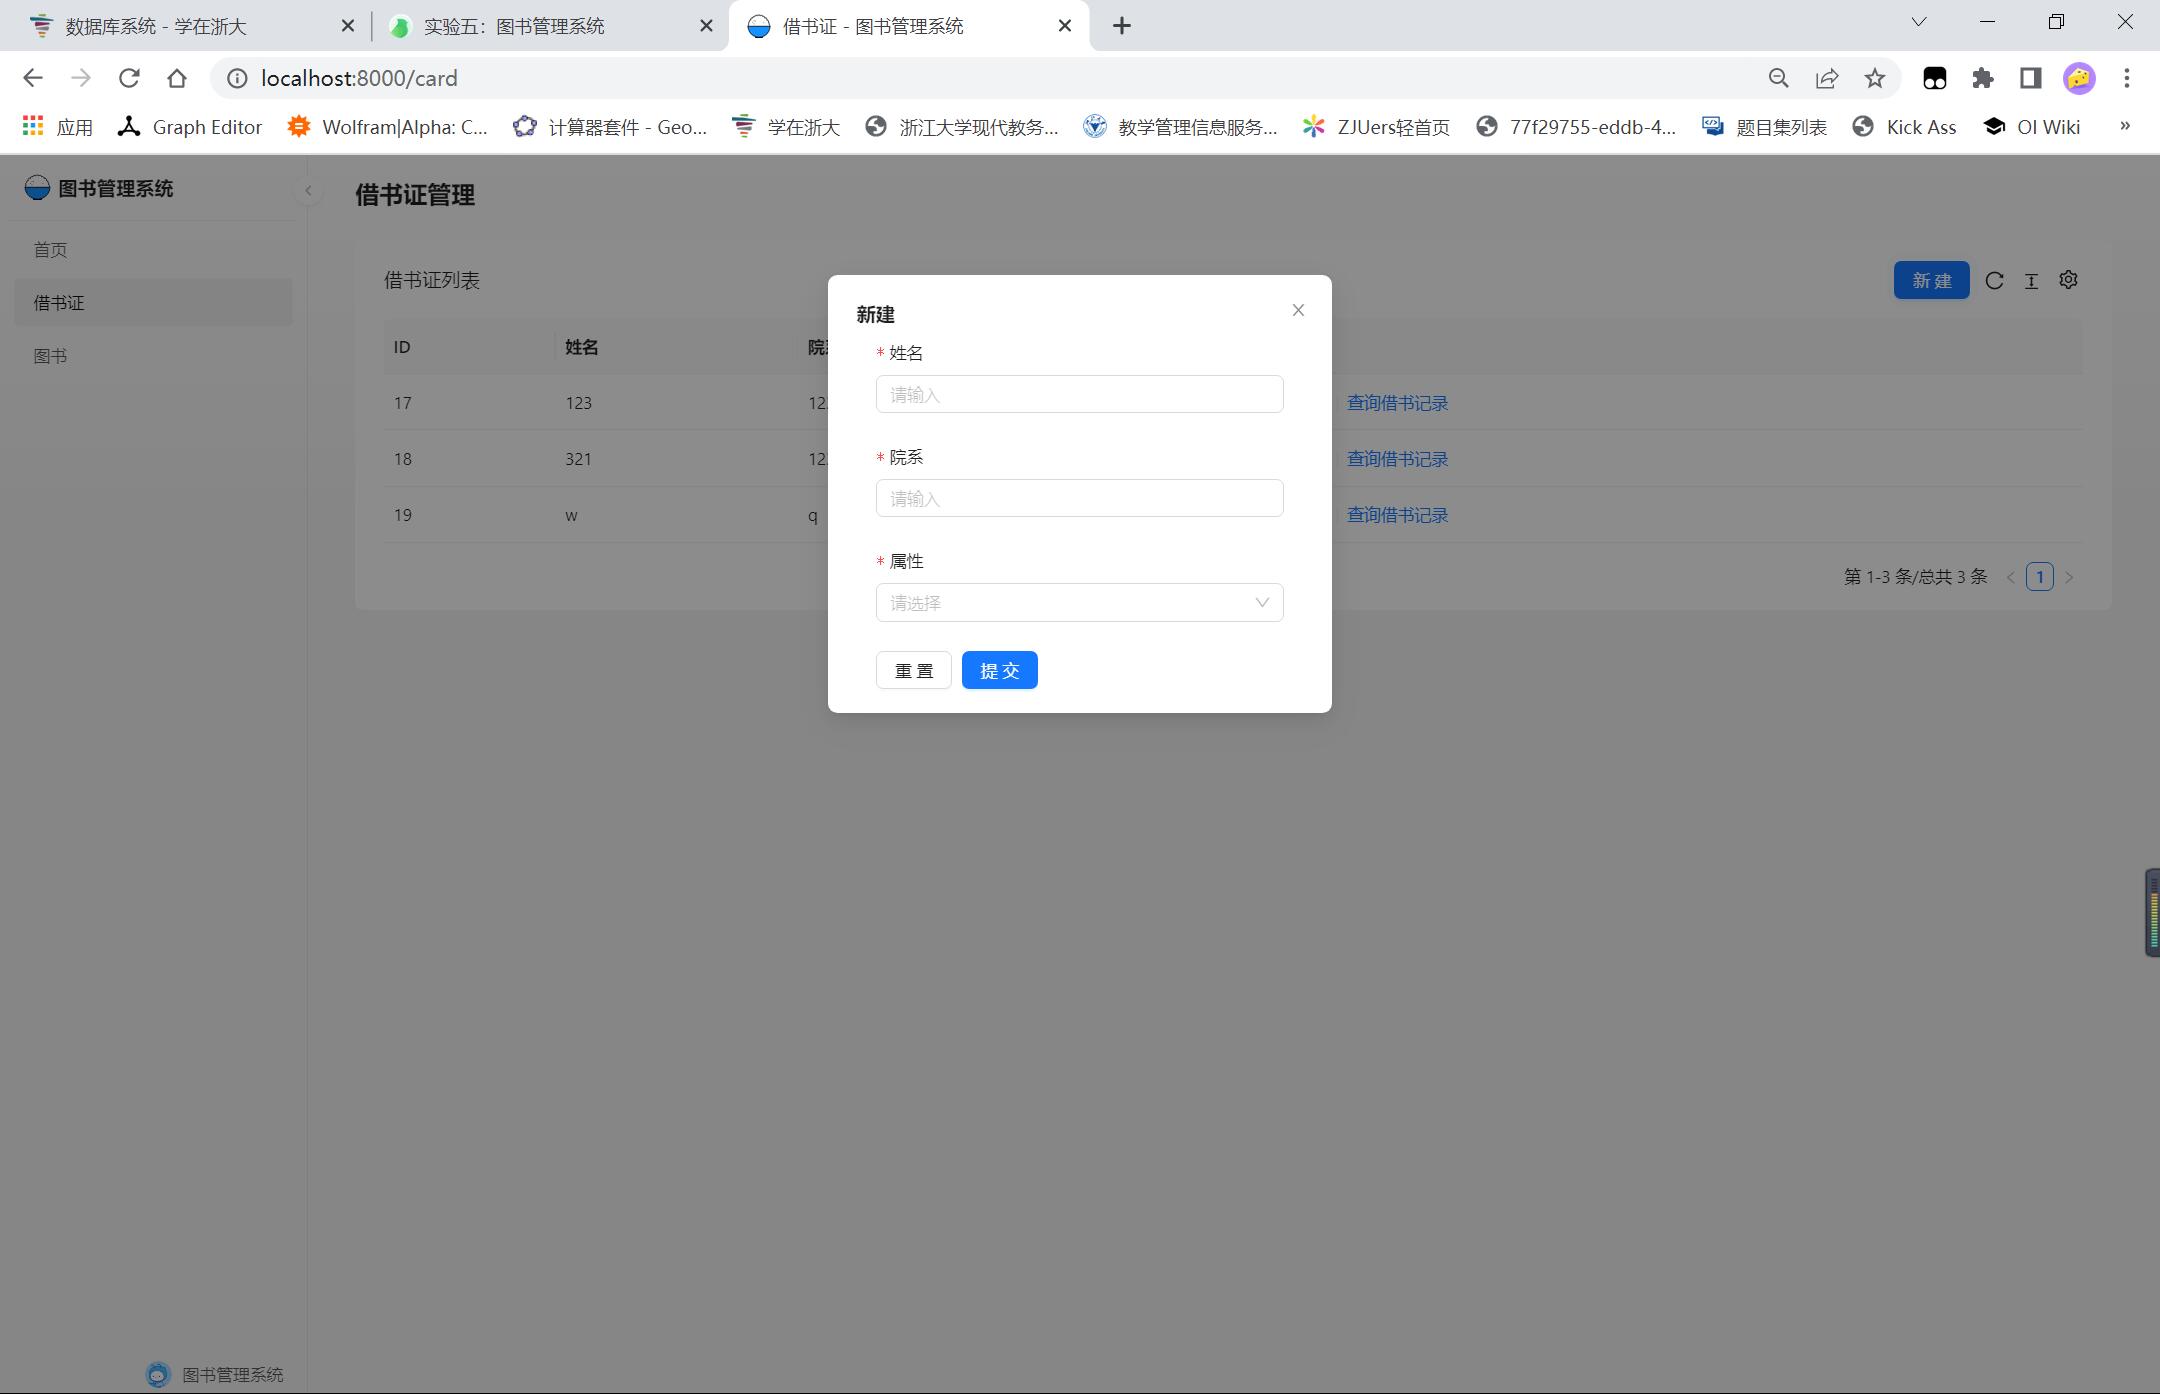 数据库系统 - 学在浙大
实验五：图书管理系统
借书证 - 图书管理系统
localhost:8000/card
应用
Graph Editor
Wolfram|Alpha: C...
计算器套件 - Geo...
学在浙大
浙江大学现代教务...
教学管理信息服务...
ZJUers轻首页
77f29755-eddb-4...
题目集列表
Kick Ass
OI Wiki
»
图书管理系统
首页
借书证
图书
借书证管理
借书证列表
新建
ID 姓名
17 123 查询借书记录
18 321 查询借书记录
19 w q 查询借书记录
第 1-3 条/总共 3 条
1
新建
* 姓名
请输入
* 院系
请输入
* 属性
请选择
重置 提交
图书管理系统